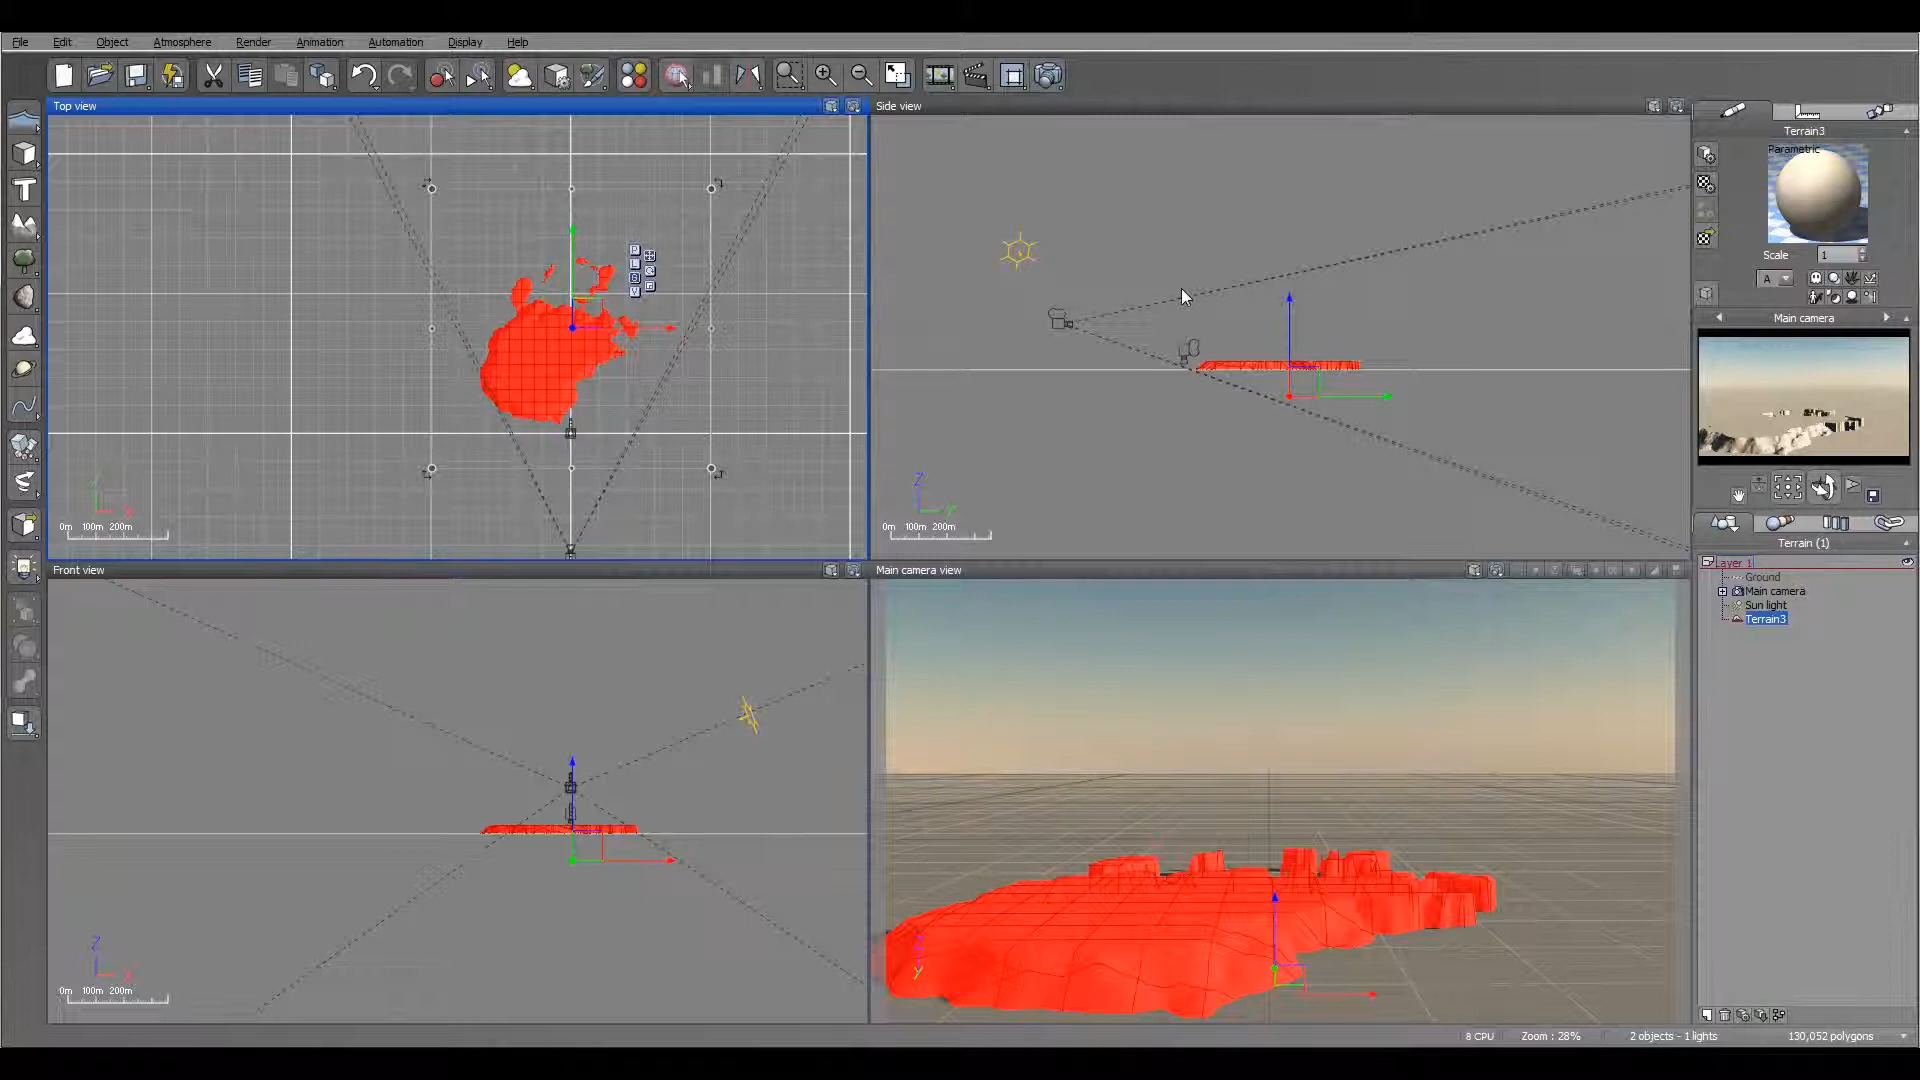 File Edit Object Atmosphere Render Animation Automation Display Help
Top view
Side view
Terrain3
Parametric
Scale 1
A
Main camera
P
L
G
V
Y
X
0m 100m 200m
Z
Y
0m 100m 200m
Terrain (1)
Layer 1
Ground
Main camera
Sun light
Terrain3
Front view
Main camera view
Z
X
0m 100m 200m
Z
Y
8 CPU Zoom : 28% 2 objects - 1 lights 130,052 polygons